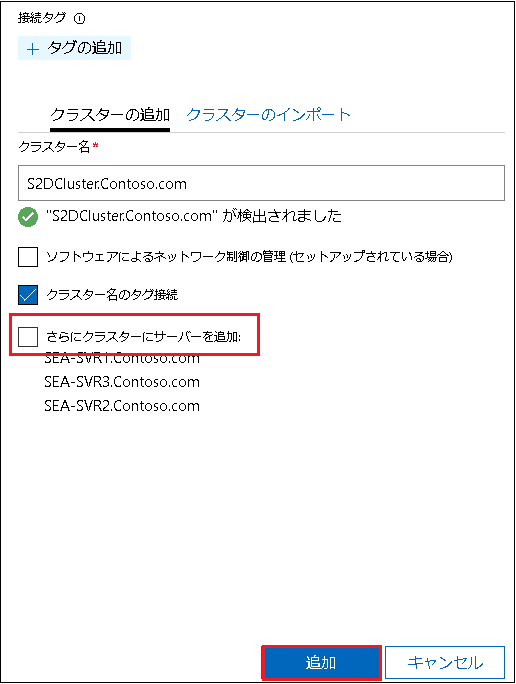 接続タグ
タグの追加
クラスターの追加 クラスターのインポート
クラスター名*
S2DCluster.Contoso.com
"S2DCluster.Contoso.com" が検出されました
ソフトウェアによるネットワーク制御の管理 (セットアップされている場合)
クラスター名のタグ接続
さらにクラスターにサーバーを追加:
SEA-SVR1.Contoso.com
SEA-SVR3.Contoso.com
SEA-SVR2.Contoso.com
追加 キャンセル